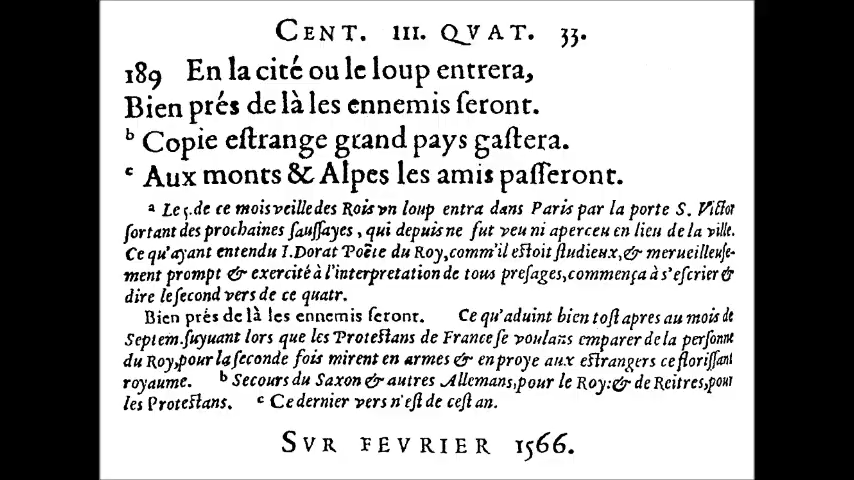 CENT. III. QVAT. 33.
189 En la cité ou le loup entrera,
Bien prés de là les ennemis ſeront.
b Copie eſtrange grand pays gaſtera.
c Aux monts & Alpes les amis paſſeront.
a Le 5. de ce mois veille des Rois vn loup entra dans Paris par la porte S. Victor
ſortant des prochaines ſauſſayes, qui depuis ne fut veu ni aperceu en lieu de la ville.
Ce qu'ayant entendu I. Dorat Poëte du Roy, comm'il eſtoit ſtudieux, & merueilleuſe-
ment prompt & exercité à l'interpretation de tous preſages, commença à s'eſcrier &
dire le ſecond vers de ce quatr.
Bien prés de là les ennemis ſeront. Ce qu'aduint bien toſt apres au mois de
Septem. ſuyuant lors que les Proteſtans de France ſe voulans emparer de la perſonne
du Roy, pour la ſeconde fois mirent en armes & en proye aux eſtrangers ce floriſſant
royaume. b Secours du Saxon & autres Allemans, pour le Roy: & de Reitres, pour
les Proteſtans. c Ce dernier vers n'eſt de ceſt an.
SVR FEVRIER 1566.